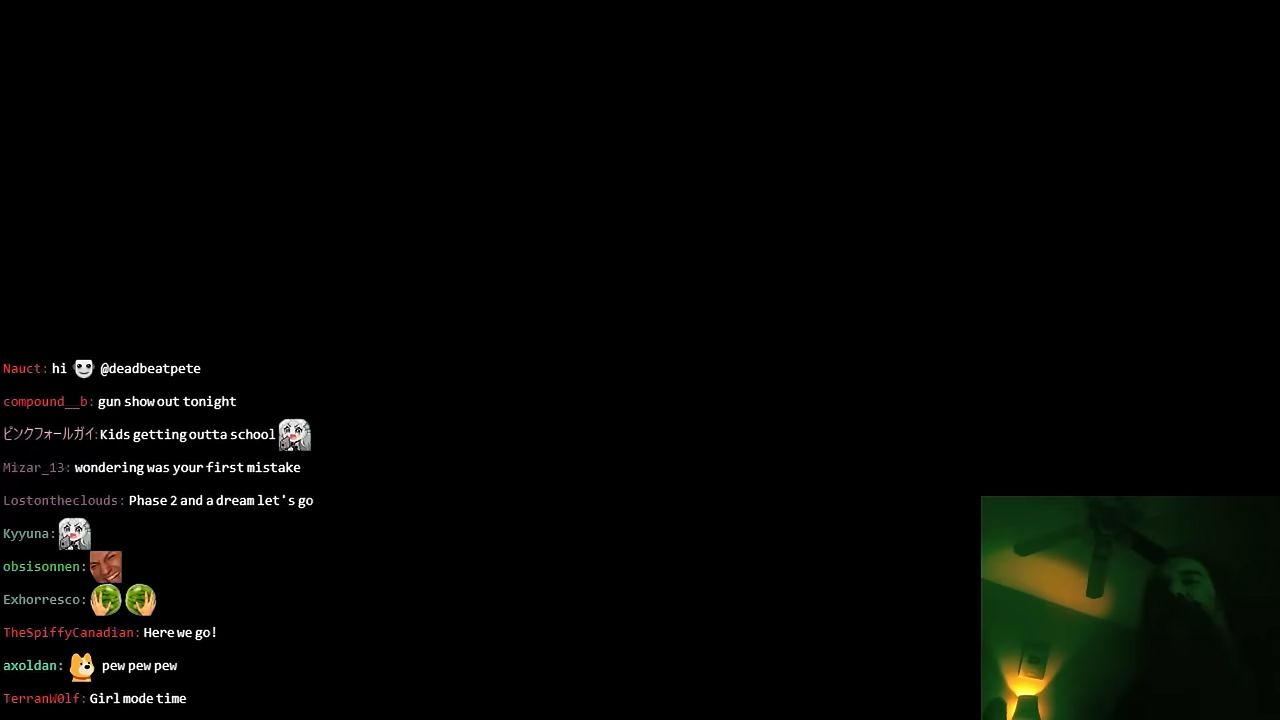 Nauct: hi @deadbeatpete
compound__b: gun show out tonight
ピンクフォールガイ: Kids getting outta school
Mizar_13: wondering was your first mistake
Lostontheclouds: Phase 2 and a dream let's go
Kyyuna:
obsisonnen:
Exhorresco:
TheSpiffyCanadian: Here we go!
axoldan: pew pew pew
TerranW0lf: Girl mode time